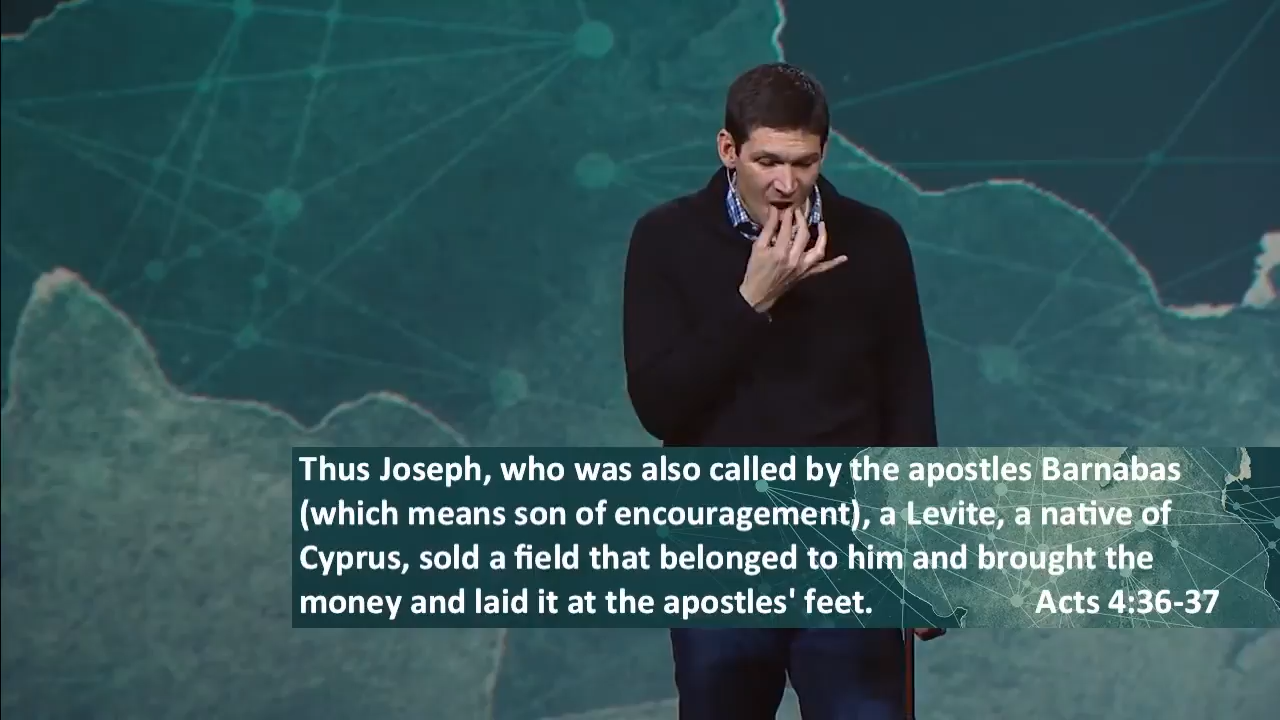 Thus Joseph, who was also called by the apostles Barnabas
(which means son of encouragement), a Levite, a native of
Cyprus, sold a field that belonged to him and brought the
money and laid it at the apostles' feet. Acts 4:36-37